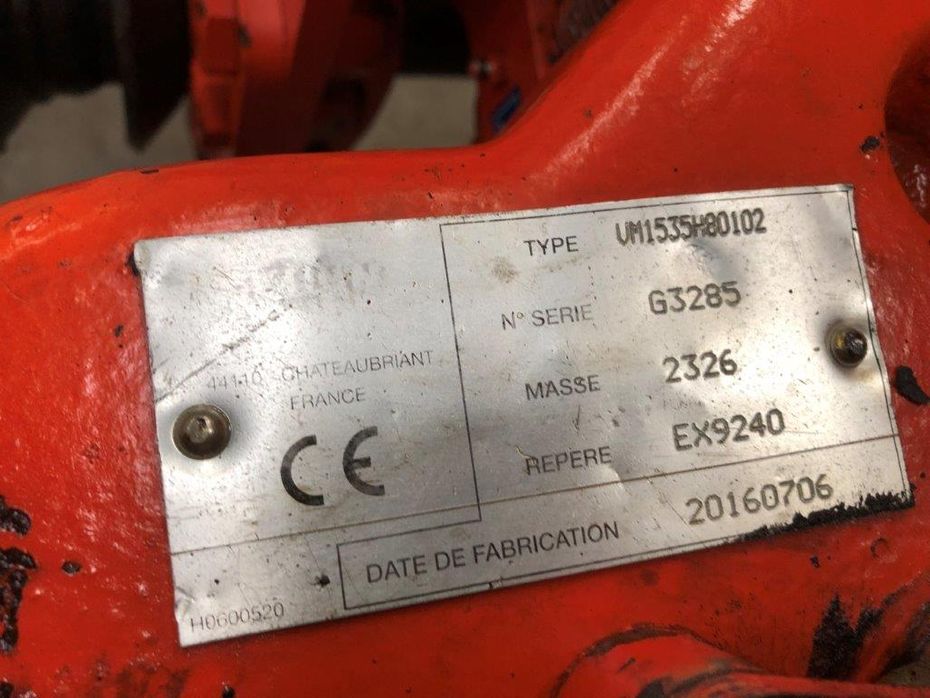 44110 CHATEAUBRIANT
FRANCE
CE
TYPE VM1535H80102
N° SERIE G3285
MASSE 2326
REPERE EX9240
DATE DE FABRICATION 20160706
H0600520